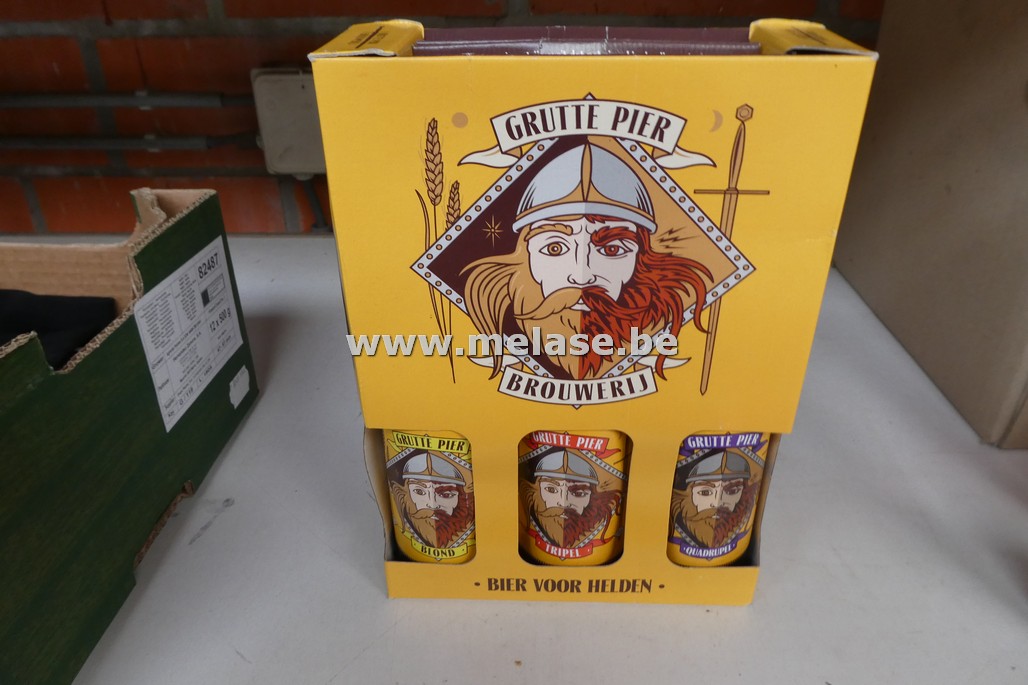 GRUTTE PIER
BROUWERIJ
www.melase.be
82487
12 x 500 g
GRUTTE PIER
BLOND
GRUTTE PIER
TRIPEL
GRUTTE PIER
QUADRUPEL
• BIER VOOR HELDEN •